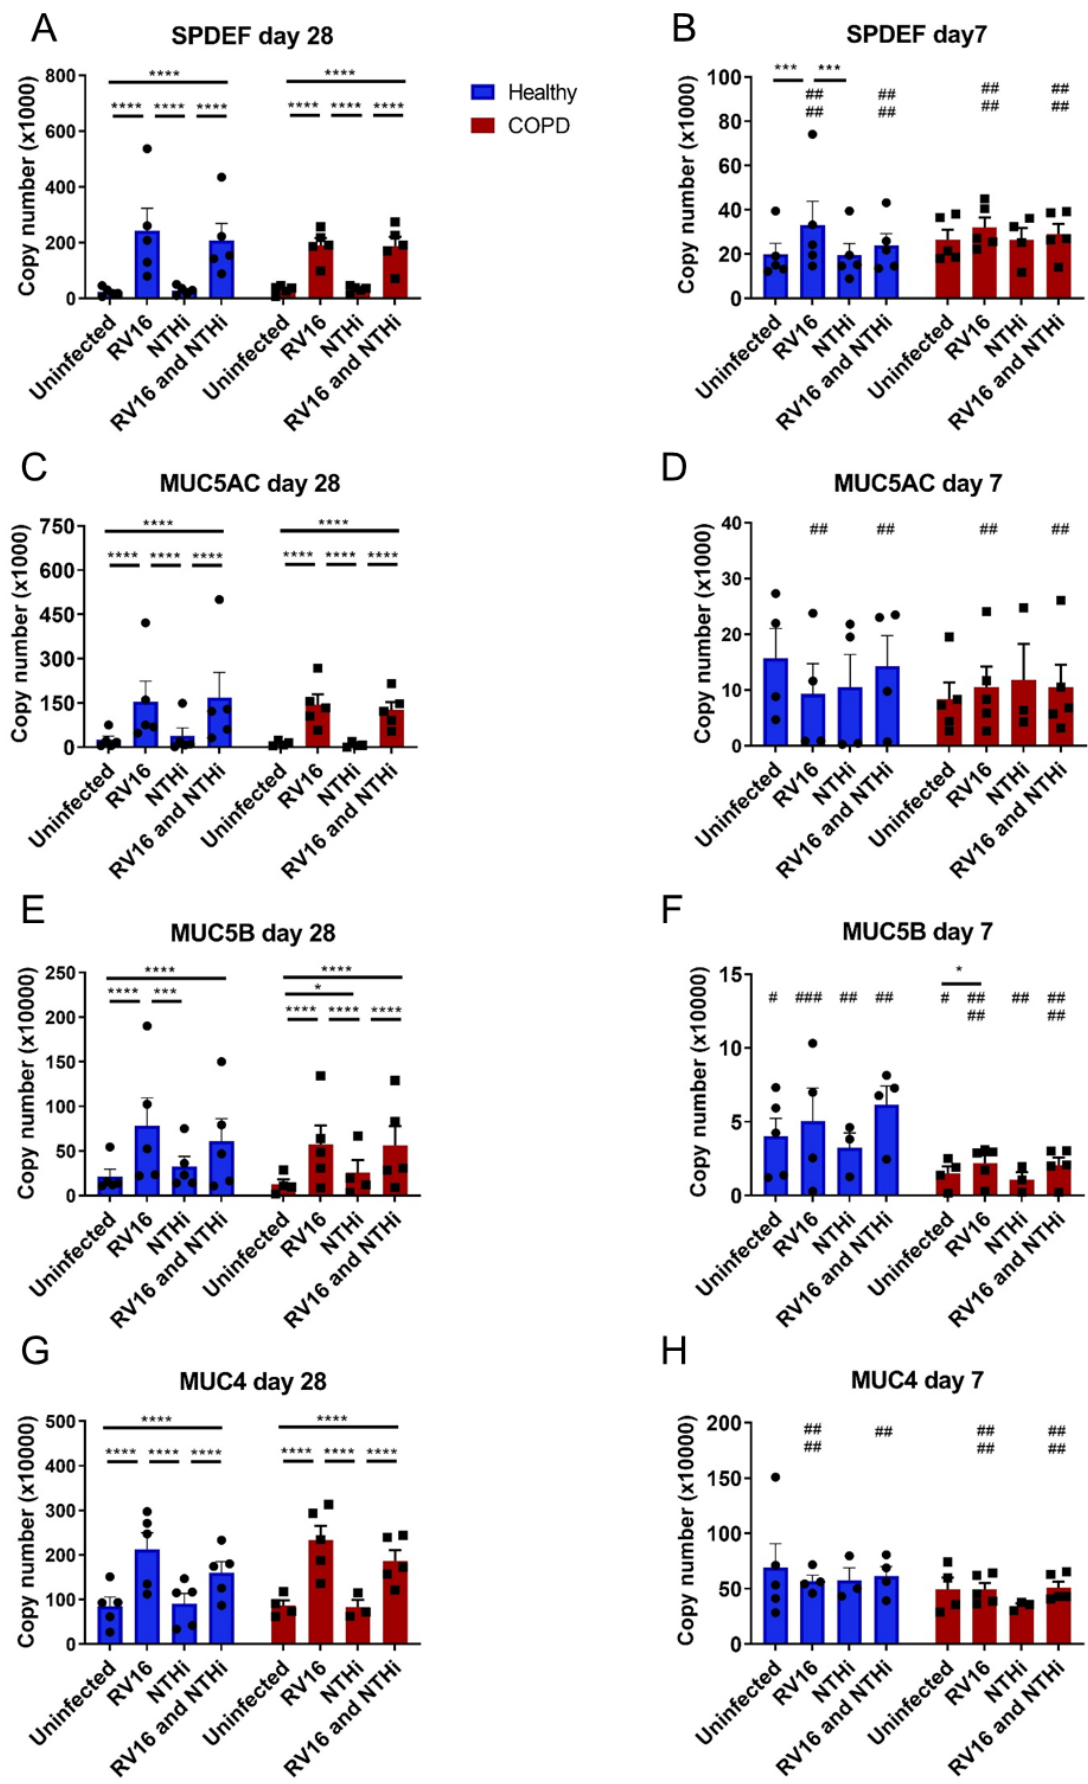 A
SPDEF day 28
Copy number (x1000)
800
600
400
200
0
****
****
**** **** ****
**** **** ****
Uninfected
RV16
NTHi
RV16 and NTHi
Uninfected
RV16
NTHi
RV16 and NTHi
Healthy
COPD
B
SPDEF day7
Copy number (x1000)
100
80
60
40
20
0
*** ***
## ## ## ##
## ## ## ##
Uninfected
RV16
NTHi
RV16 and NTHi
Uninfected
RV16
NTHi
RV16 and NTHi
C
MUC5AC day 28
Copy number (x1000)
750
600
450
300
150
0
****
****
**** **** ****
**** **** ****
Uninfected
RV16
NTHi
RV16 and NTHi
Uninfected
RV16
NTHi
RV16 and NTHi
D
MUC5AC day 7
Copy number (x1000)
40
30
20
10
0
## ## ## ##
Uninfected
RV16
NTHi
RV16 and NTHi
Uninfected
RV16
NTHi
RV16 and NTHi
E
MUC5B day 28
Copy number (x10000)
250
200
150
100
50
0
****
**** ***
****
*
**** **** ****
Uninfected
RV16
NTHi
RV16 and NTHi
Uninfected
RV16
NTHi
RV16 and NTHi
F
MUC5B day 7
Copy number (x10000)
15
10
5
0
*
# ### ## ## # ## ## ##
## ##
Uninfected
RV16
NTHi
RV16 and NTHi
Uninfected
RV16
NTHi
RV16 and NTHi
G
MUC4 day 28
Copy number (x10000)
500
400
300
200
100
0
****
****
**** **** ****
**** **** ****
Uninfected
RV16
NTHi
RV16 and NTHi
Uninfected
RV16
NTHi
RV16 and NTHi
H
MUC4 day 7
Copy number (x10000)
200
150
100
50
0
## ## ## ##
## ## ##
Uninfected
RV16
NTHi
RV16 and NTHi
Uninfected
RV16
NTHi
RV16 and NTHi